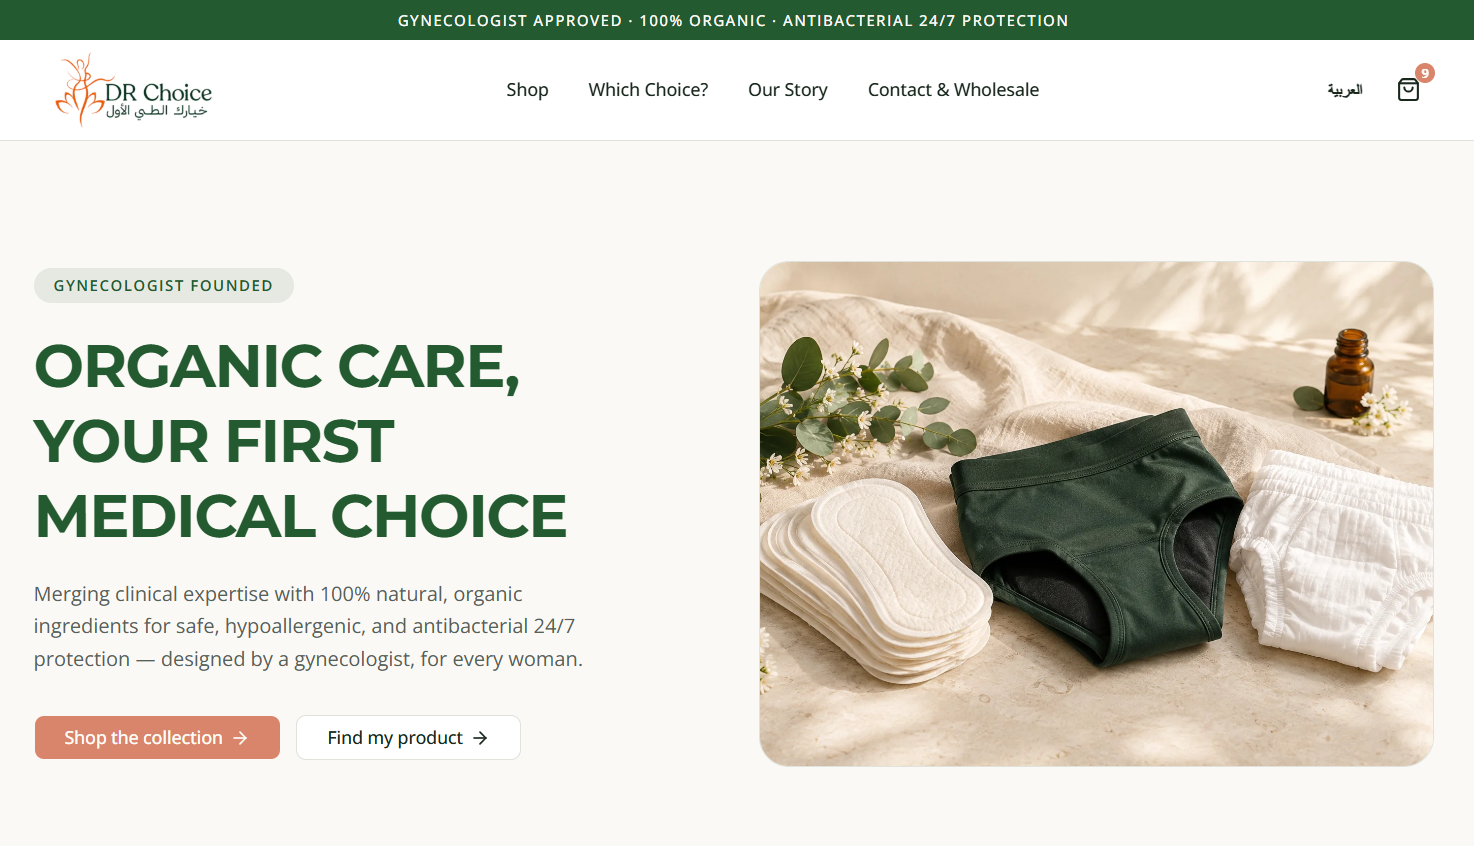 GYNECOLOGIST APPROVED · 100% ORGANIC · ANTIBACTERIAL 24/7 PROTECTION
DR Choice
خيارك الطبي الأول
Shop
Which Choice?
Our Story
Contact & Wholesale
العربية
9
GYNECOLOGIST FOUNDED
ORGANIC CARE,
YOUR FIRST
MEDICAL CHOICE
Merging clinical expertise with 100% natural, organic
ingredients for safe, hypoallergenic, and antibacterial 24/7
protection — designed by a gynecologist, for every woman.
Shop the collection →
Find my product →